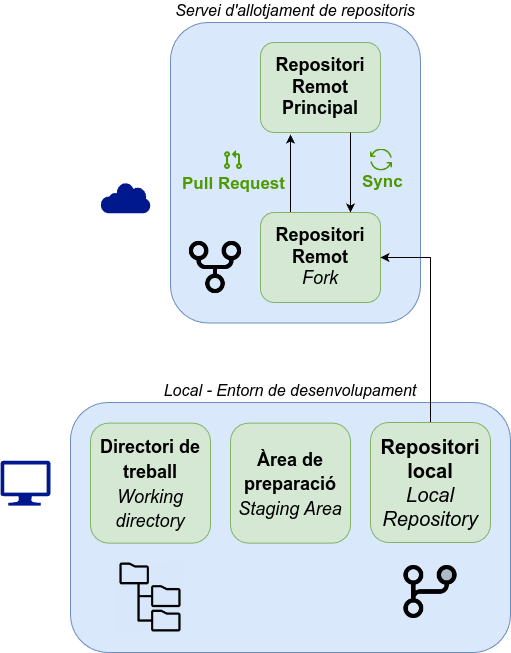 Servei d'allotjament de repositoris
Repositori
Remot
Principal
Pull Request
Sync
Repositori
Remot
Fork
Local - Entorn de desenvolupament
Directori de
treball
Working
directory
Àrea de
preparació
Staging Area
Repositori
local
Local
Repository